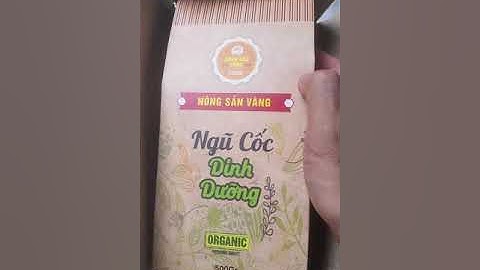 NÔNG SẢN VÀNG
Ngũ Cốc
Dinh
Dưỡng
ORGANIC